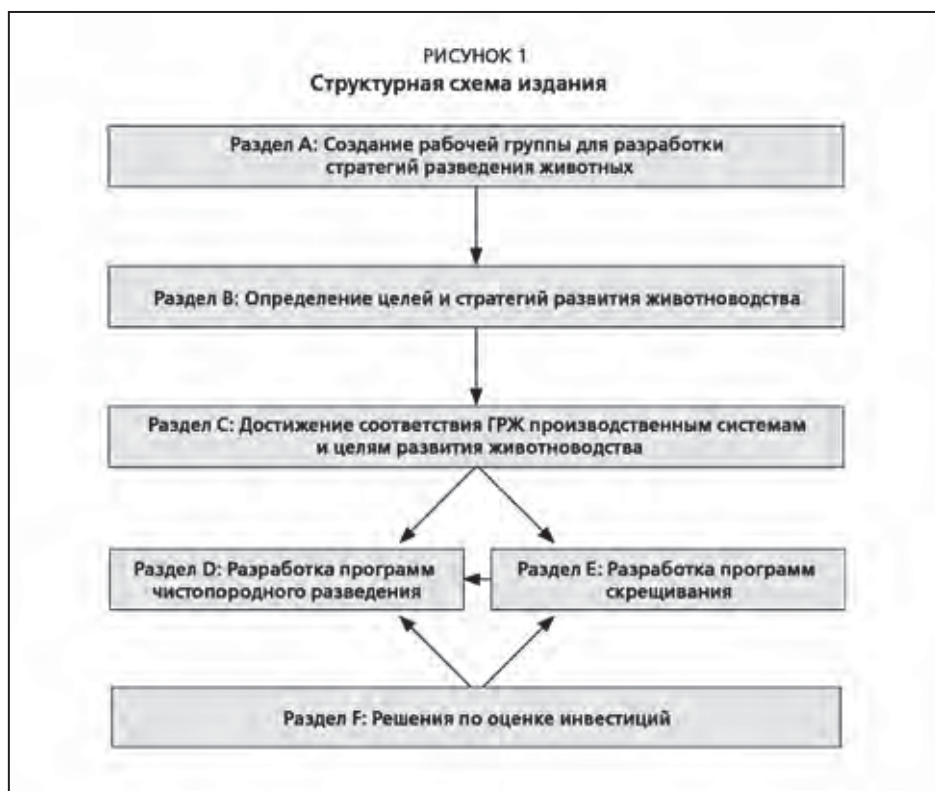 РИСУНОК 1
Структурная схема издания
Раздел A: Создание рабочей группы для разработки
стратегий разведения животных
Раздел B: Определение целей и стратегий развития животноводства
Раздел C: Достижение соответствия ГРЖ производственным системам
и целям развития животноводства
Раздел D: Разработка программ
чистопородного разведения
Раздел E: Разработка программ
скрещивания
Раздел F: Решения по оценке инвестиций